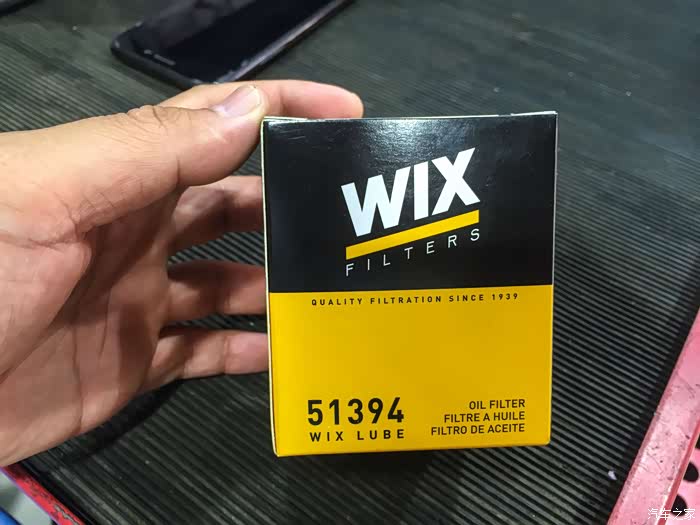 WIX
FILTERS
QUALITY FILTRATION SINCE 1939
51394
WIX LUBE
OIL FILTER
FILTRE A HUILE
FILTRO DE ACEITE
汽车之家